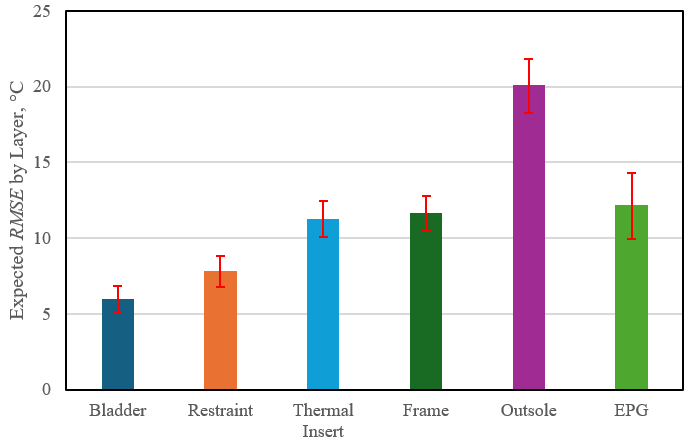 Expected RMSE by Layer, °C
25
20
15
10
5
0
Bladder
Restraint
Thermal
Insert
Frame
Outsole
EPG